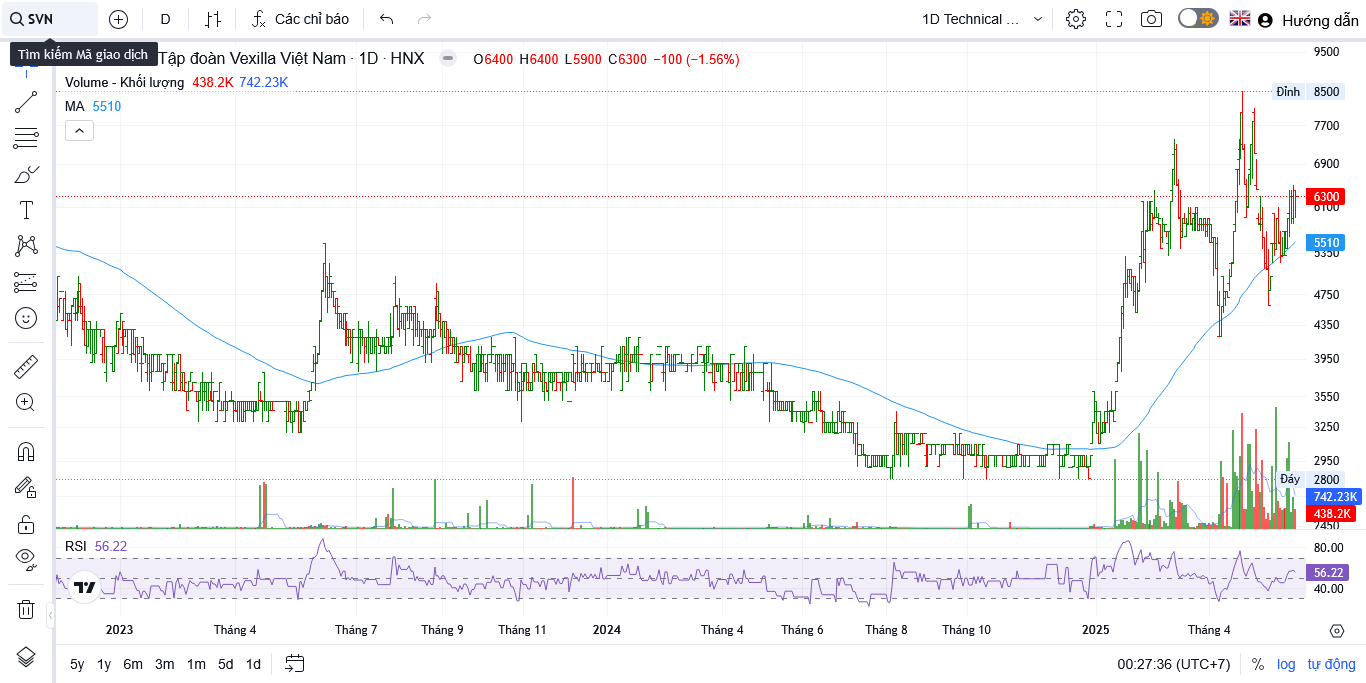 SVN D Các chỉ báo 1D Technical ... Hướng dẫn
Tìm kiếm Mã giao dịch
Tập đoàn Vexilla Việt Nam · 1D · HNX O6400 H6400 L5900 C6300 −100 (−1.56%)
Volume - Khối lượng 438.2K 742.23K
MA 5510
9500
Đỉnh 8500
7700
6900
6300
6100
5510
5350
4750
4350
3950
3550
3250
2950
Đáy 2800
742.23K
438.2K
RSI 56.22
80.00
56.22
40.00
2023 Tháng 4 Tháng 7 Tháng 9 Tháng 11 2024 Tháng 4 Tháng 6 Tháng 8 Tháng 10 2025 Tháng 4
5y 1y 6m 3m 1m 5d 1d 00:27:36 (UTC+7) % log tự động